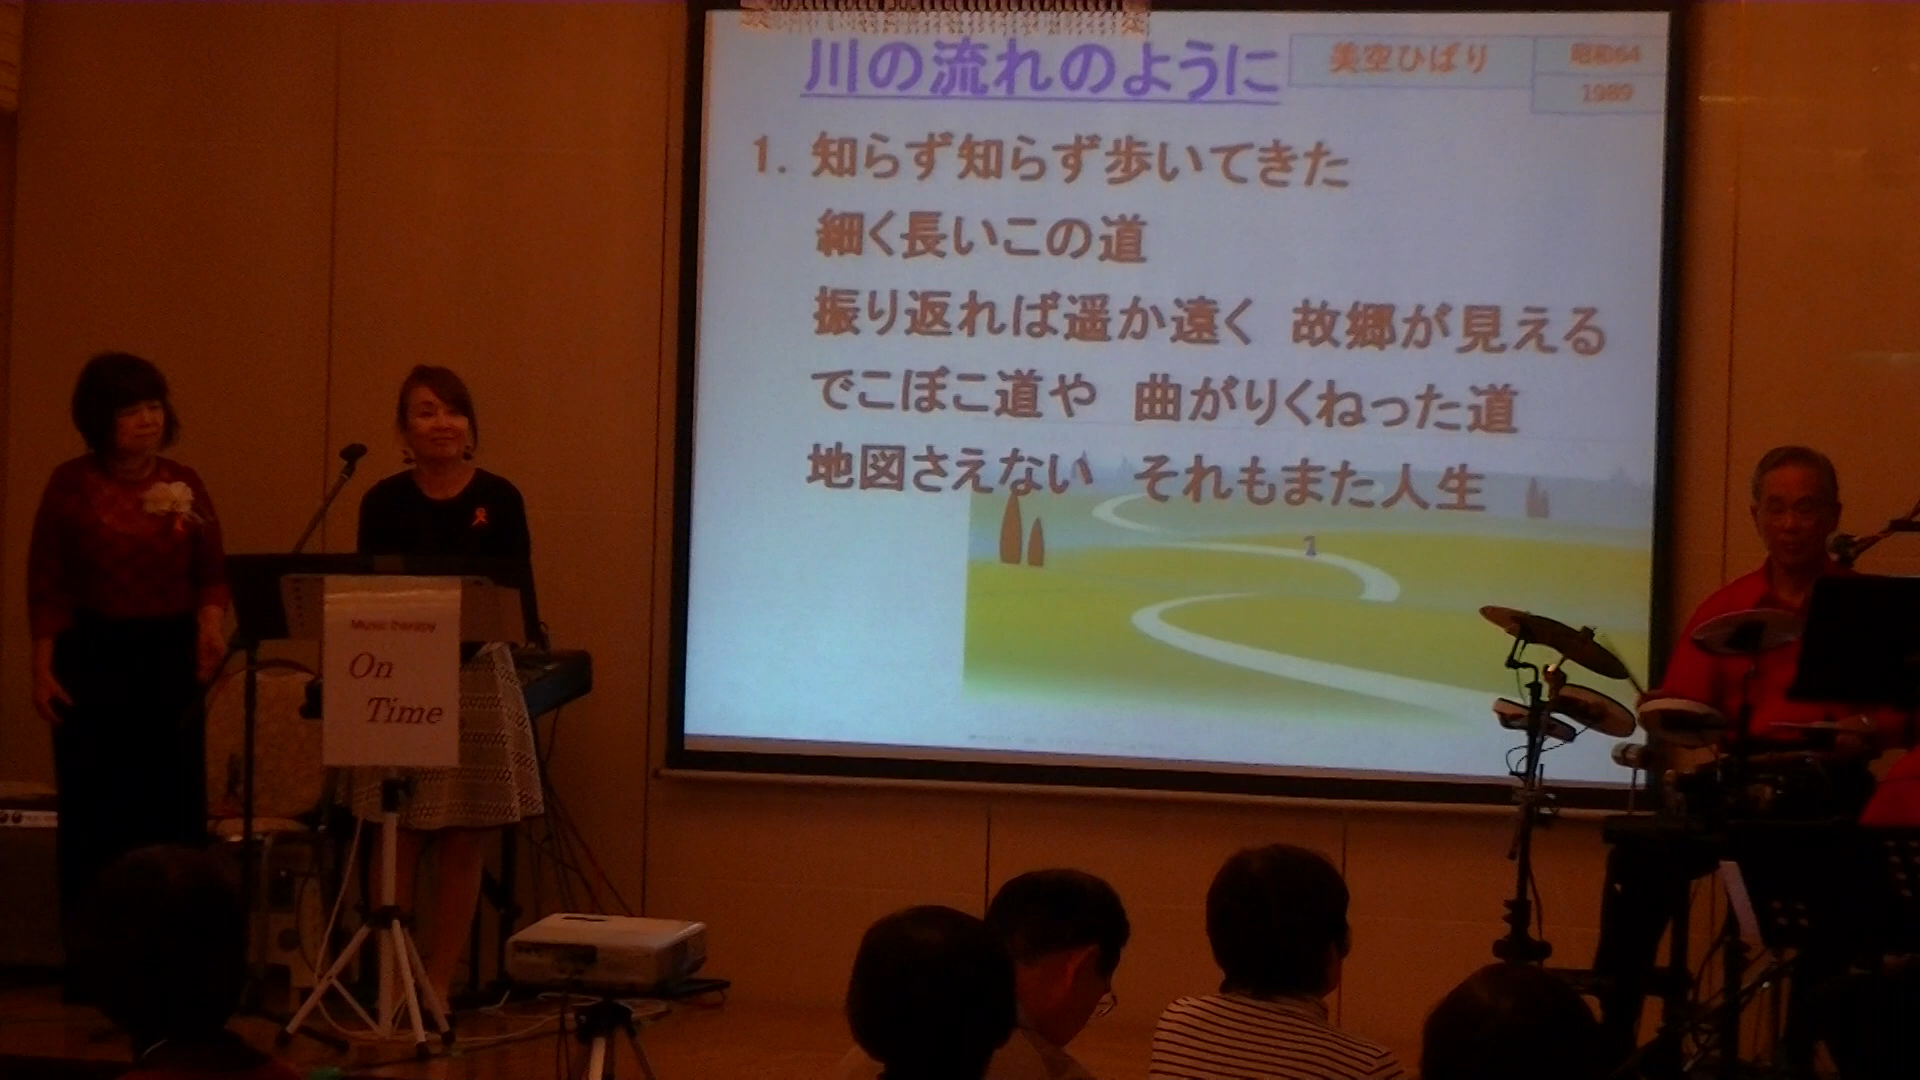 川の流れのように
美空ひばり
昭和64
1989
1. 知らず知らず歩いてきた
細く長いこの道
振り返れば遥か遠く 故郷が見える
でこぼこ道や 曲がりくねった道
地図さえない それもまた人生
1
Music therapy
On
Time